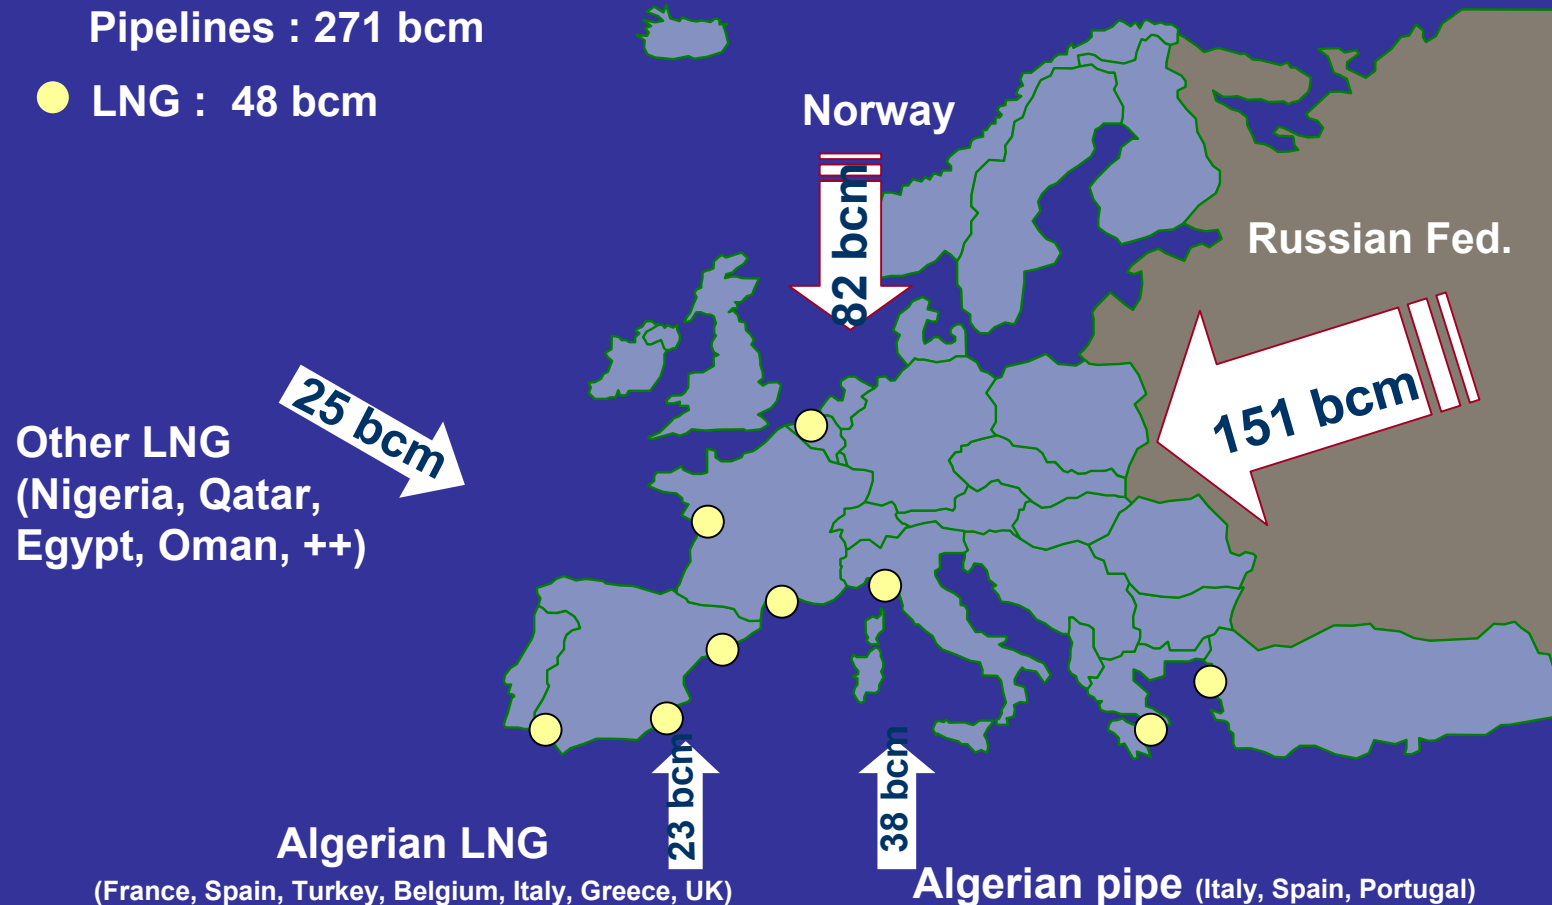 Pipelines : 271 bcm
LNG : 48 bcm
Norway
82 bcm
Russian Fed.
151 bcm
25 bcm
Other LNG
(Nigeria, Qatar,
Egypt, Oman, ++)
23 bcm
38 bcm
Algerian LNG
(France, Spain, Turkey, Belgium, Italy, Greece, UK)
Algerian pipe (Italy, Spain, Portugal)